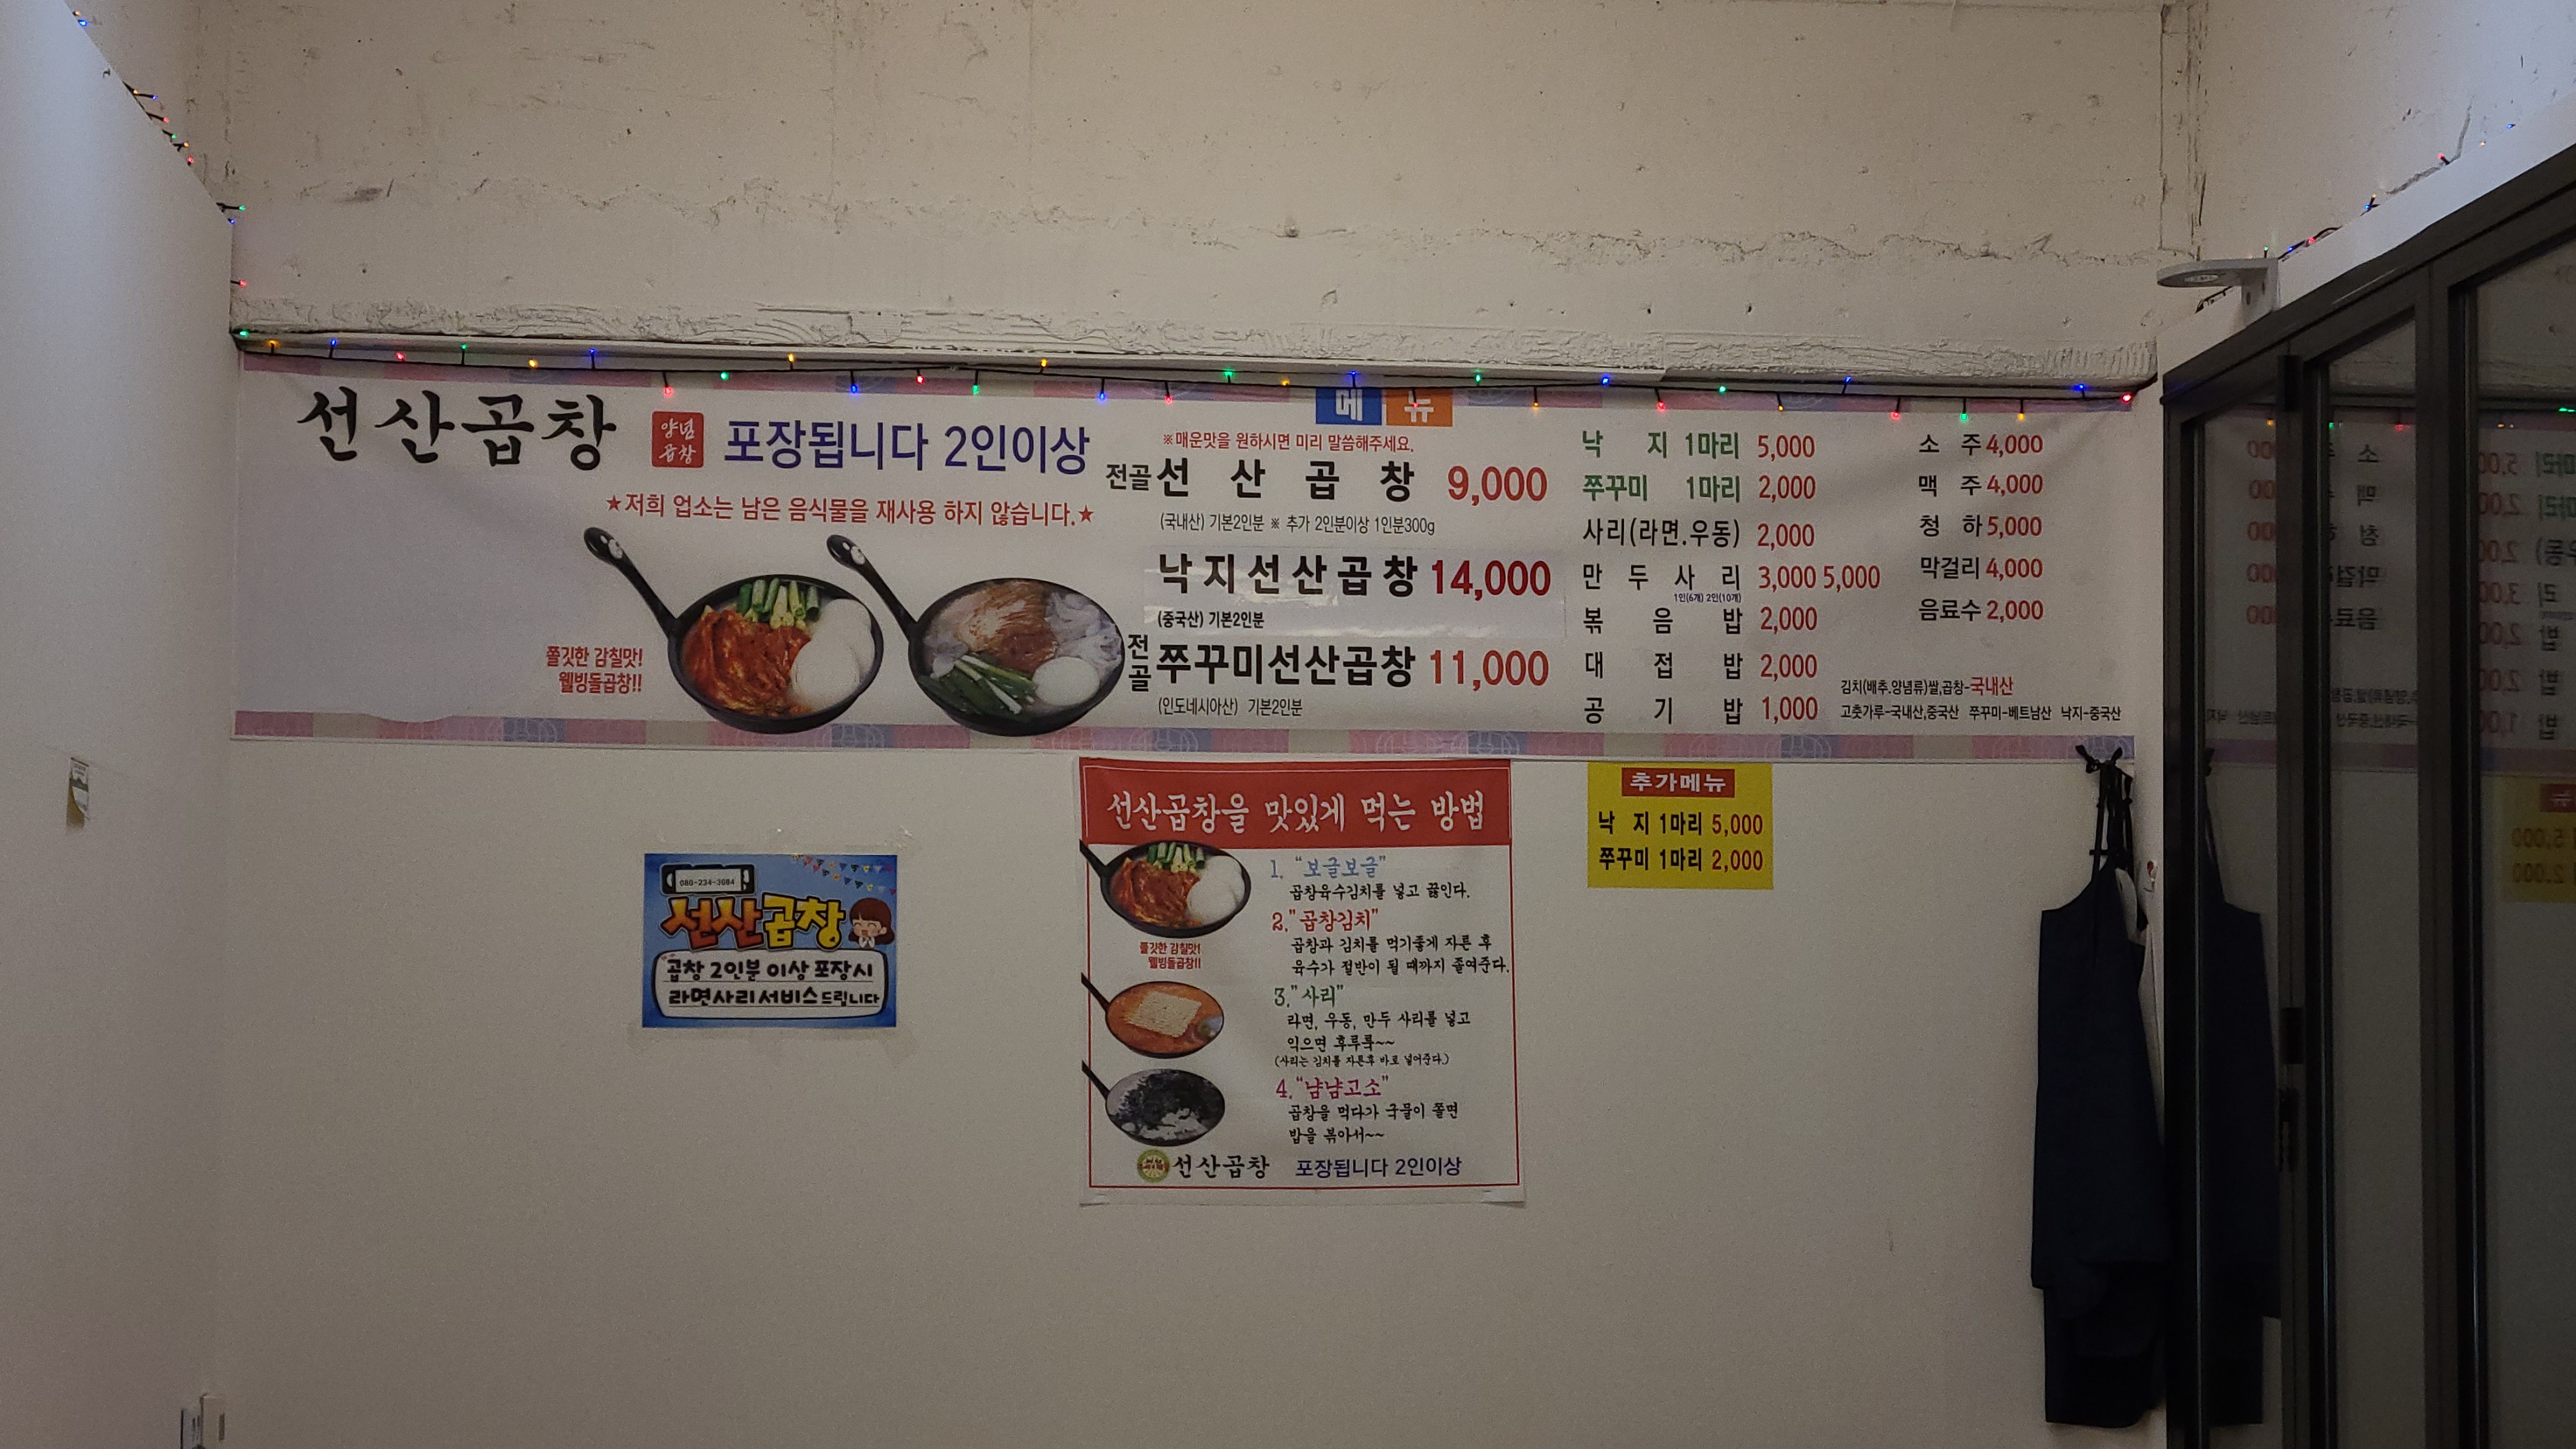 선산곱창
양념
곱창
포장됩니다 2인이상
★저희 업소는 남은 음식물을 재사용 하지 않습니다.★
쫄깃한 감칠맛!
웰빙돌곱창!!
메뉴
※매운맛을 원하시면 미리 말씀해주세요.
전골 선산곱창 9,000
(국내산) 기본2인분 ※ 추가 2인분이상 1인분300g
낙지선산곱창 14,000
(중국산) 기본2인분
전골 쭈꾸미선산곱창 11,000
(인도네시아산) 기본2인분
낙지 1마리 5,000
쭈꾸미 1마리 2,000
사리(라면.우동) 2,000
만두사리 3,000 5,000
1인(6개) 2인(10개)
볶음밥 2,000
대접밥 2,000
공기밥 1,000
소주 4,000
맥주 4,000
청하 5,000
막걸리 4,000
음료수 2,000
김치(배추.양념류)쌀,곱창-국내산
고춧가루-국내산,중국산 쭈꾸미-베트남산 낙지-중국산
080-234-3084
선산곱창
곱창 2인분 이상 포장시
라면사리 서비스 드립니다
선산곱창을 맛있게 먹는 방법
1. "보글보글"
곱창육수김치를 넣고 끓인다.
2."곱창김치"
곱창과 김치를 먹기좋게 자른 후
육수가 절반이 될 때까지 졸여준다.
쫄깃한 감칠맛!
웰빙돌곱창!!
3."사리"
라면, 우동, 만두 사리를 넣고
익으면 후루룩~~
(사리는 김치를 자른후 바로 넣어준다.)
4."냠냠고소"
곱창을 먹다가 국물이 쫄면
밥을 볶아서~~
선산곱창 포장됩니다 2인이상
추가메뉴
낙지 1마리 5,000
쭈꾸미 1마리 2,000